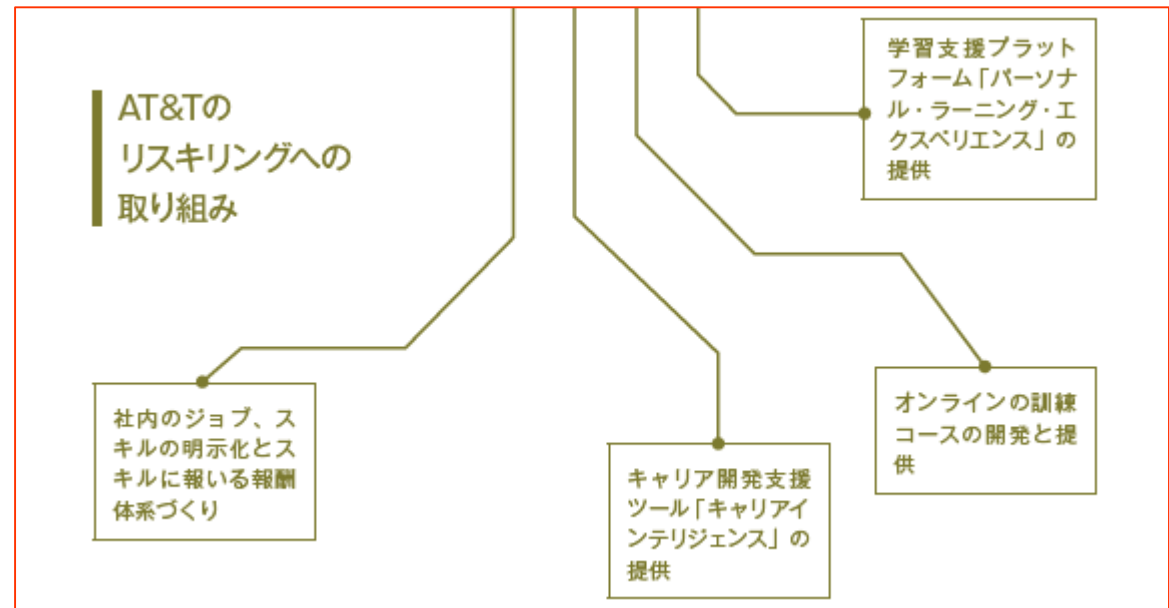 AT&Tの
リスキリングへの
取り組み
学習支援プラット
フォーム「パーソナ
ル・ラーニング・エ
クスペリエンス」の
提供
社内のジョブ、ス
キルの明示化とス
キルに報いる報酬
体系づくり
キャリア開発支援
ツール「キャリアイ
ンテリジェンス」の
提供
オンラインの訓練
コースの開発と提
供